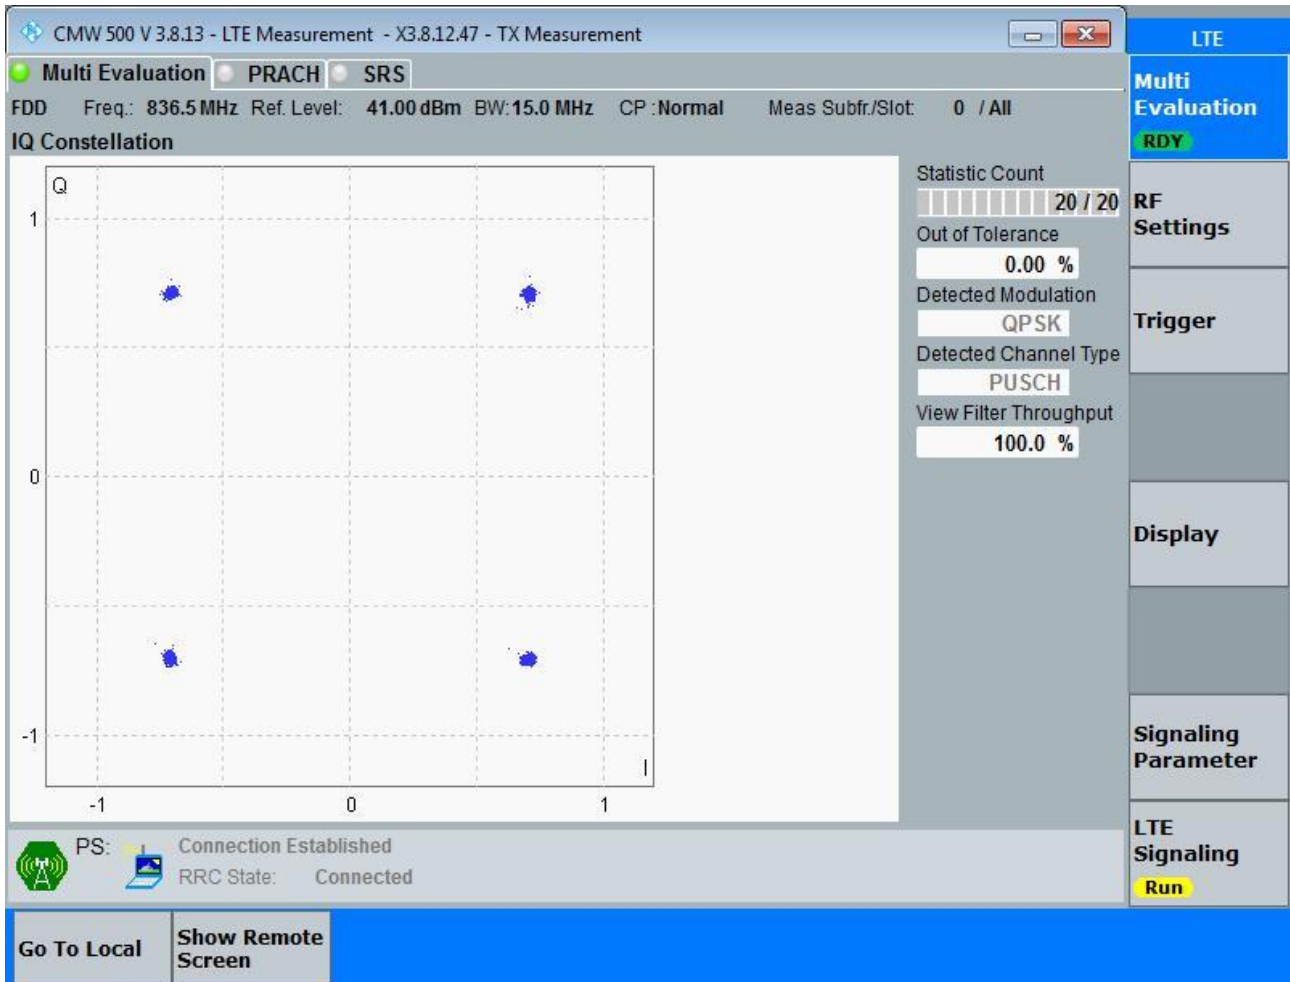 CMW 500 V 3.8.13 - LTE Measurement - X3.8.12.47 - TX Measurement
LTE
Multi Evaluation PRACH SRS
FDD Freq.: 836.5 MHz Ref. Level: 41.00 dBm BW: 15.0 MHz CP : Normal Meas Subfr./Slot: 0 / All
IQ Constellation
Q
1
0
-1
I
-1 0 1
Statistic Count
20 / 20
Out of Tolerance
0.00 %
Detected Modulation
QPSK
Detected Channel Type
PUSCH
View Filter Throughput
100.0 %
Multi
Evaluation
RDY
RF
Settings
Trigger
Display
Signaling
Parameter
LTE
Signaling
Run
PS: Connection Established
RRC State: Connected
Go To Local
Show Remote
Screen